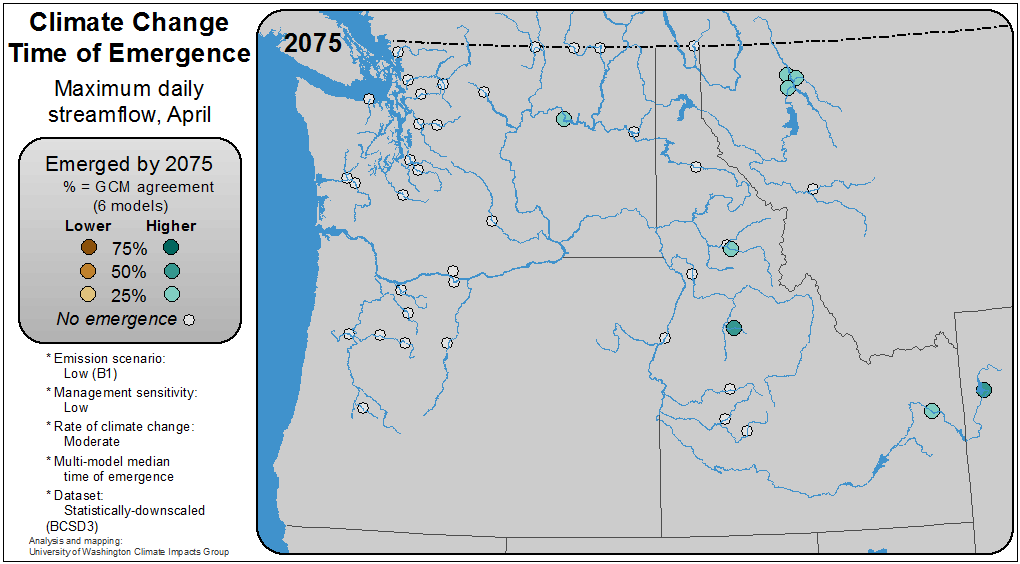 Climate Change
Time of Emergence
Maximum daily
streamflow, April
Emerged by 2075
% = GCM agreement
(6 models)
Lower Higher
75%
50%
25%
No emergence
* Emission scenario:
Low (B1)
* Management sensitivity:
Low
* Rate of climate change:
Moderate
* Multi-model median
time of emergence
* Dataset:
Statistically-downscaled
(BCSD3)
Analysis and mapping:
University of Washington Climate Impacts Group
2075